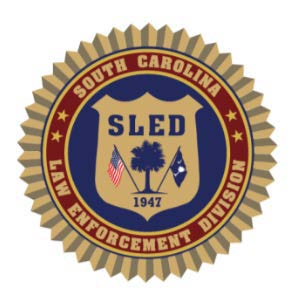 SOUTH CAROLINA
SLED
1947
LAW ENFORCEMENT DIVISION